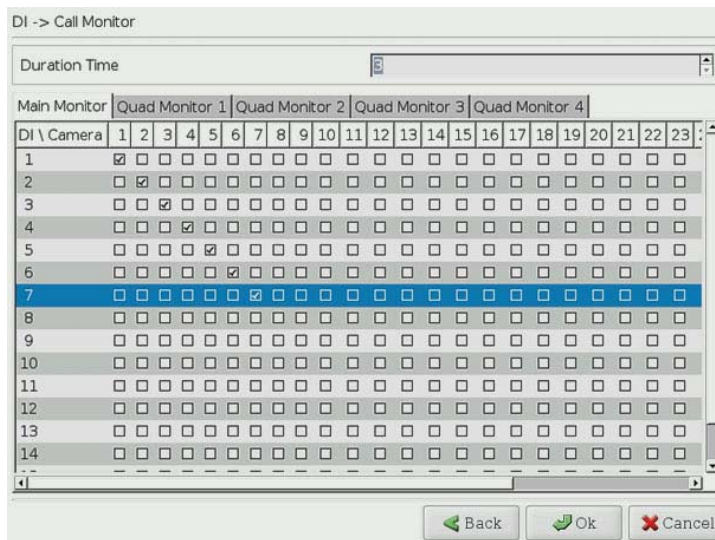 DI -> Call Monitor
Duration Time 3
Main Monitor Quad Monitor 1 Quad Monitor 2 Quad Monitor 3 Quad Monitor 4
DI \ Camera 1 2 3 4 5 6 7 8 9 10 11 12 13 14 15 16 17 18 19 20 21 22 23
1
2
3
4
5
6
7
8
9
10
11
12
13
14
Back Ok Cancel